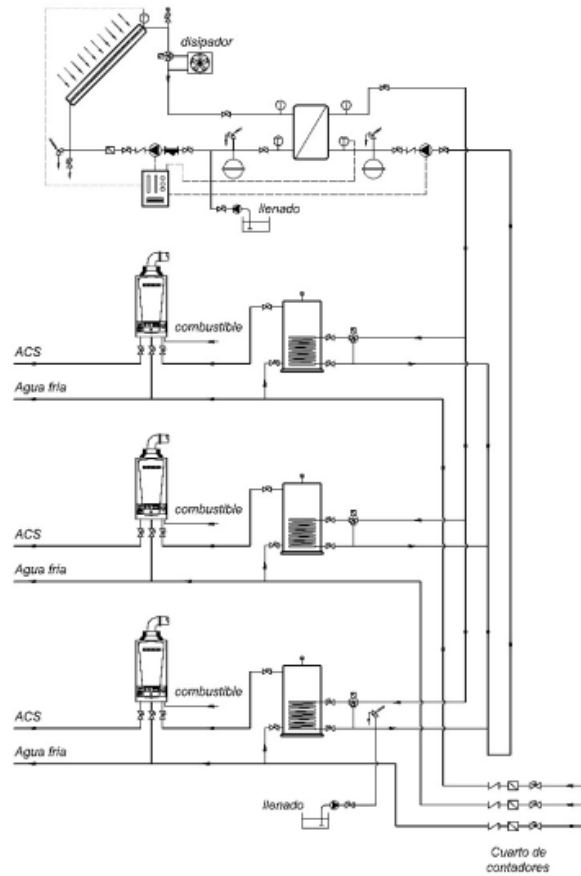 disipador
llenado
combustible
ACS
Agua fría
combustible
ACS
Agua fría
combustible
ACS
Agua fría
llenado
Cuarto de
contadores